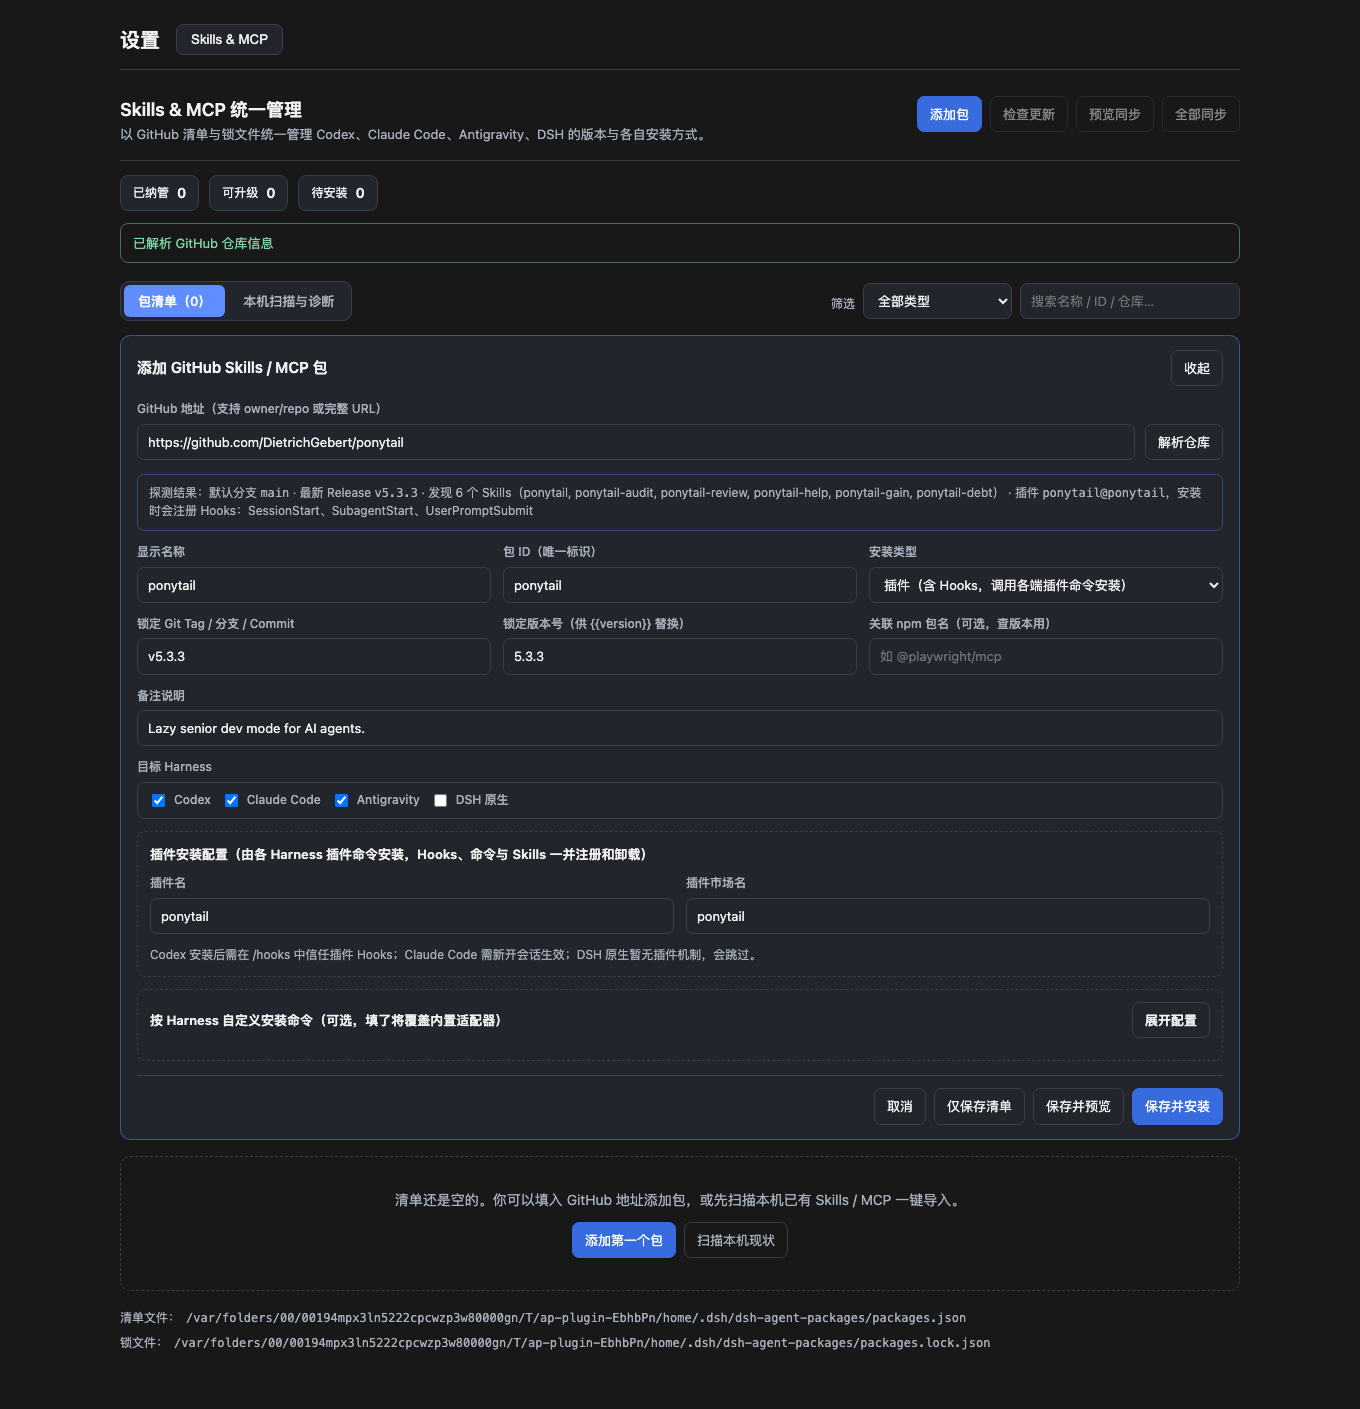 设置
Skills & MCP
Skills & MCP 统一管理
以 GitHub 清单与锁文件统一管理 Codex、Claude Code、Antigravity、DSH 的版本与各自安装方式。
添加包
检查更新
预览同步
全部同步
已纳管 0
可升级 0
待安装 0
已解析 GitHub 仓库信息
包清单（0）
本机扫描与诊断
筛选
全部类型
搜索名称 / ID / 仓库...
添加 GitHub Skills / MCP 包
收起
GitHub 地址（支持 owner/repo 或完整 URL）
https://github.com/DietrichGebert/ponytail
解析仓库
探测结果：默认分支 main · 最新 Release v5.3.3 · 发现 6 个 Skills（ponytail, ponytail-audit, ponytail-review, ponytail-help, ponytail-gain, ponytail-debt） · 插件 ponytail@ponytail，安装
时会注册 Hooks：SessionStart、SubagentStart、UserPromptSubmit
显示名称
包 ID（唯一标识）
安装类型
ponytail
ponytail
插件（含 Hooks，调用各端插件命令安装）
锁定 Git Tag / 分支 / Commit
锁定版本号（供 {{version}} 替换）
关联 npm 包名（可选，查版本用）
v5.3.3
5.3.3
如 @playwright/mcp
备注说明
Lazy senior dev mode for AI agents.
目标 Harness
Codex
Claude Code
Antigravity
DSH 原生
插件安装配置（由各 Harness 插件命令安装，Hooks、命令与 Skills 一并注册和卸载）
插件名
插件市场名
ponytail
ponytail
Codex 安装后需在 /hooks 中信任插件 Hooks；Claude Code 需新开会话生效；DSH 原生暂无插件机制，会跳过。
按 Harness 自定义安装命令（可选，填了将覆盖内置适配器）
展开配置
取消
仅保存清单
保存并预览
保存并安装
清单还是空的。你可以填入 GitHub 地址添加包，或先扫描本机已有 Skills / MCP 一键导入。
添加第一个包
扫描本机现状
清单文件： /var/folders/00/00194mpx3ln5222cpcwzp3w80000gn/T/ap-plugin-EbhbPn/home/.dsh/dsh-agent-packages/packages.json
锁文件： /var/folders/00/00194mpx3ln5222cpcwzp3w80000gn/T/ap-plugin-EbhbPn/home/.dsh/dsh-agent-packages/packages.lock.json